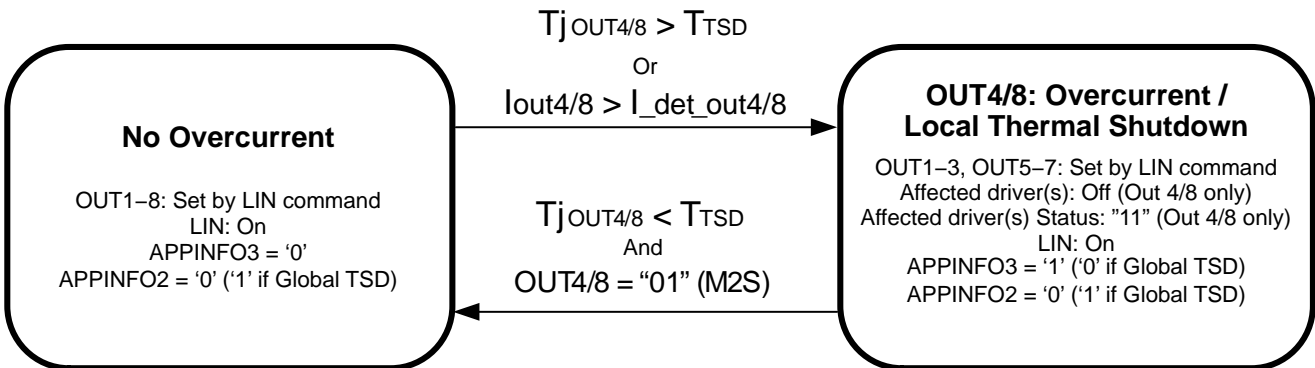 No Overcurrent
OUT1−8: Set by LIN command
LIN: On
APPINFO3 = ‘0’
APPINFO2 = ‘0’ (‘1’ if Global TSD)
TjOUT4/8 > TTSD
Or
Iout4/8 > I_det_out4/8
TjOUT4/8 < TTSD
And
OUT4/8 = “01” (M2S)
OUT4/8: Overcurrent /
Local Thermal Shutdown
OUT1−3, OUT5−7: Set by LIN command
Affected driver(s): Off (Out 4/8 only)
Affected driver(s) Status: ”11” (Out 4/8 only)
LIN: On
APPINFO3 = ‘1’ (‘0’ if Global TSD)
APPINFO2 = ‘0’ (‘1’ if Global TSD)